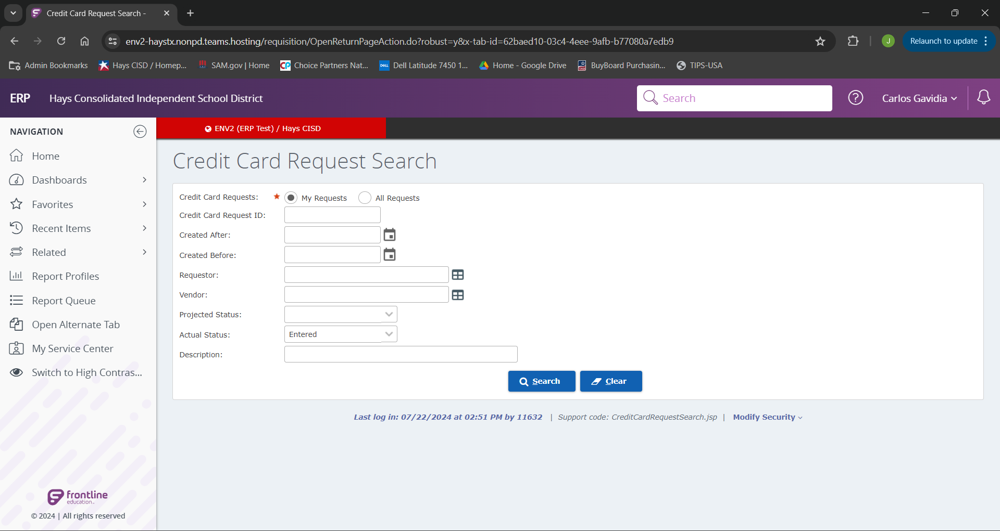 Credit Card Request Search -
env2-haystx.nonpd.teams.hosting/requisition/OpenReturnPageAction.do?robust=y&x-tab-id=62baed10-03c4-4eee-9afb-b77080a7edb9
J
Relaunch to update
Admin Bookmarks
Hays CISD / Homep...
SAM.gov | Home
CP
Choice Partners Nat...
DELL
Dell Latitude 7450 1...
Home - Google Drive
BuyBoard Purchasin...
TIPS-USA
ERP
Hays Consolidated Independent School District
Search
?
Carlos Gavidia
NAVIGATION
ENV2 (ERP Test) / Hays CISD
Home
Dashboards
Favorites
Recent Items
Related
Report Profiles
Report Queue
Open Alternate Tab
My Service Center
Switch to High Contras...
Credit Card Request Search
Credit Card Requests:
My Requests
All Requests
Credit Card Request ID:
Created After:
Created Before:
Requestor:
Vendor:
Projected Status:
Actual Status:
Entered
Description:
Search
Clear
Last log in: 07/22/2024 at 02:51 PM by 11632 | Support code: CreditCardRequestSearch.jsp | Modify Security
frontline
education
© 2024 | All rights reserved